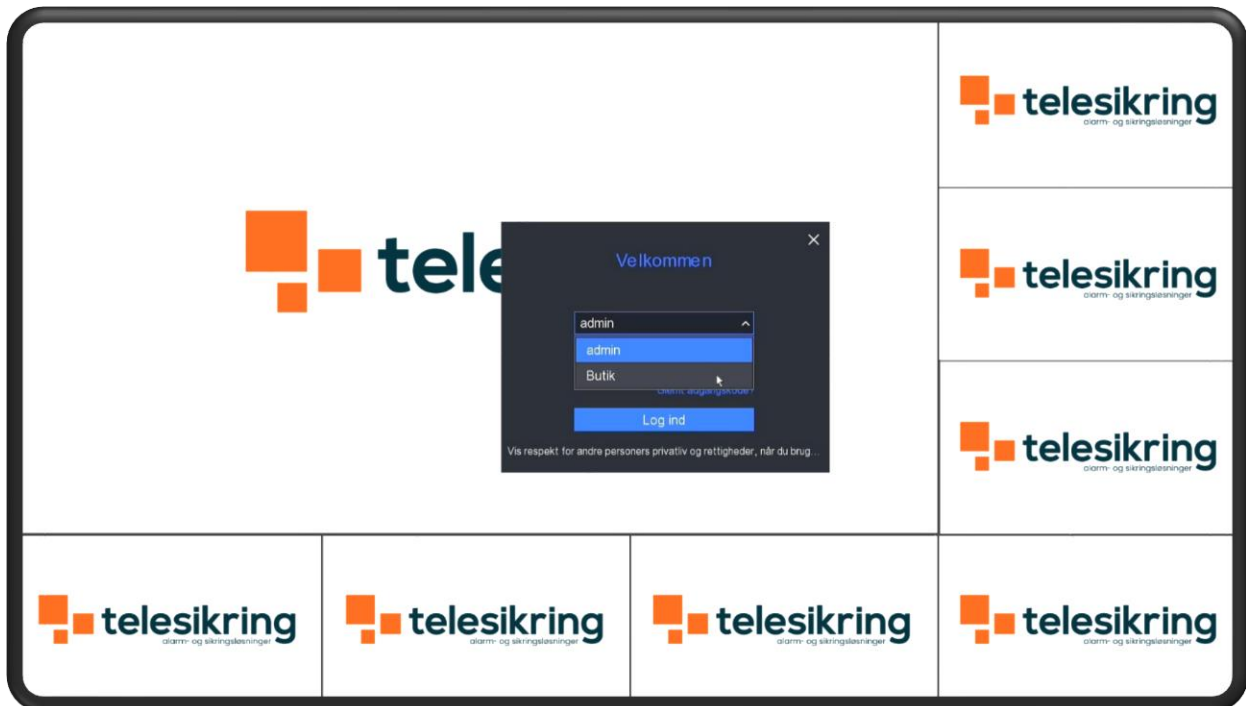 telesikring
alarm- og sikringsløsninger
telesikring
alarm- og sikringsløsninger
tele
Velkommen
admin
admin
Butik
Glemt adgangskode?
Log ind
Vis respekt for andre personers privatliv og rettigheder, når du brug...
telesikring
alarm- og sikringsløsninger
telesikring
alarm- og sikringsløsninger
telesikring
alarm- og sikringsløsninger
telesikring
alarm- og sikringsløsninger
telesikring
alarm- og sikringsløsninger